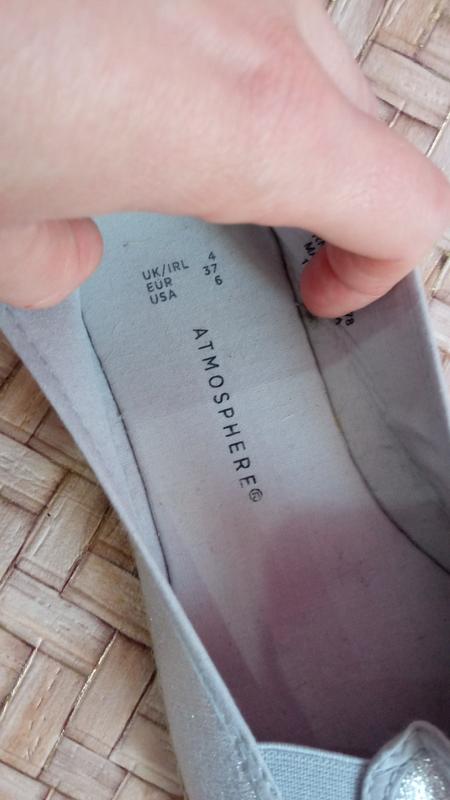 UK/IRL 4
EUR 37
USA 6
ATMOSPHERE®